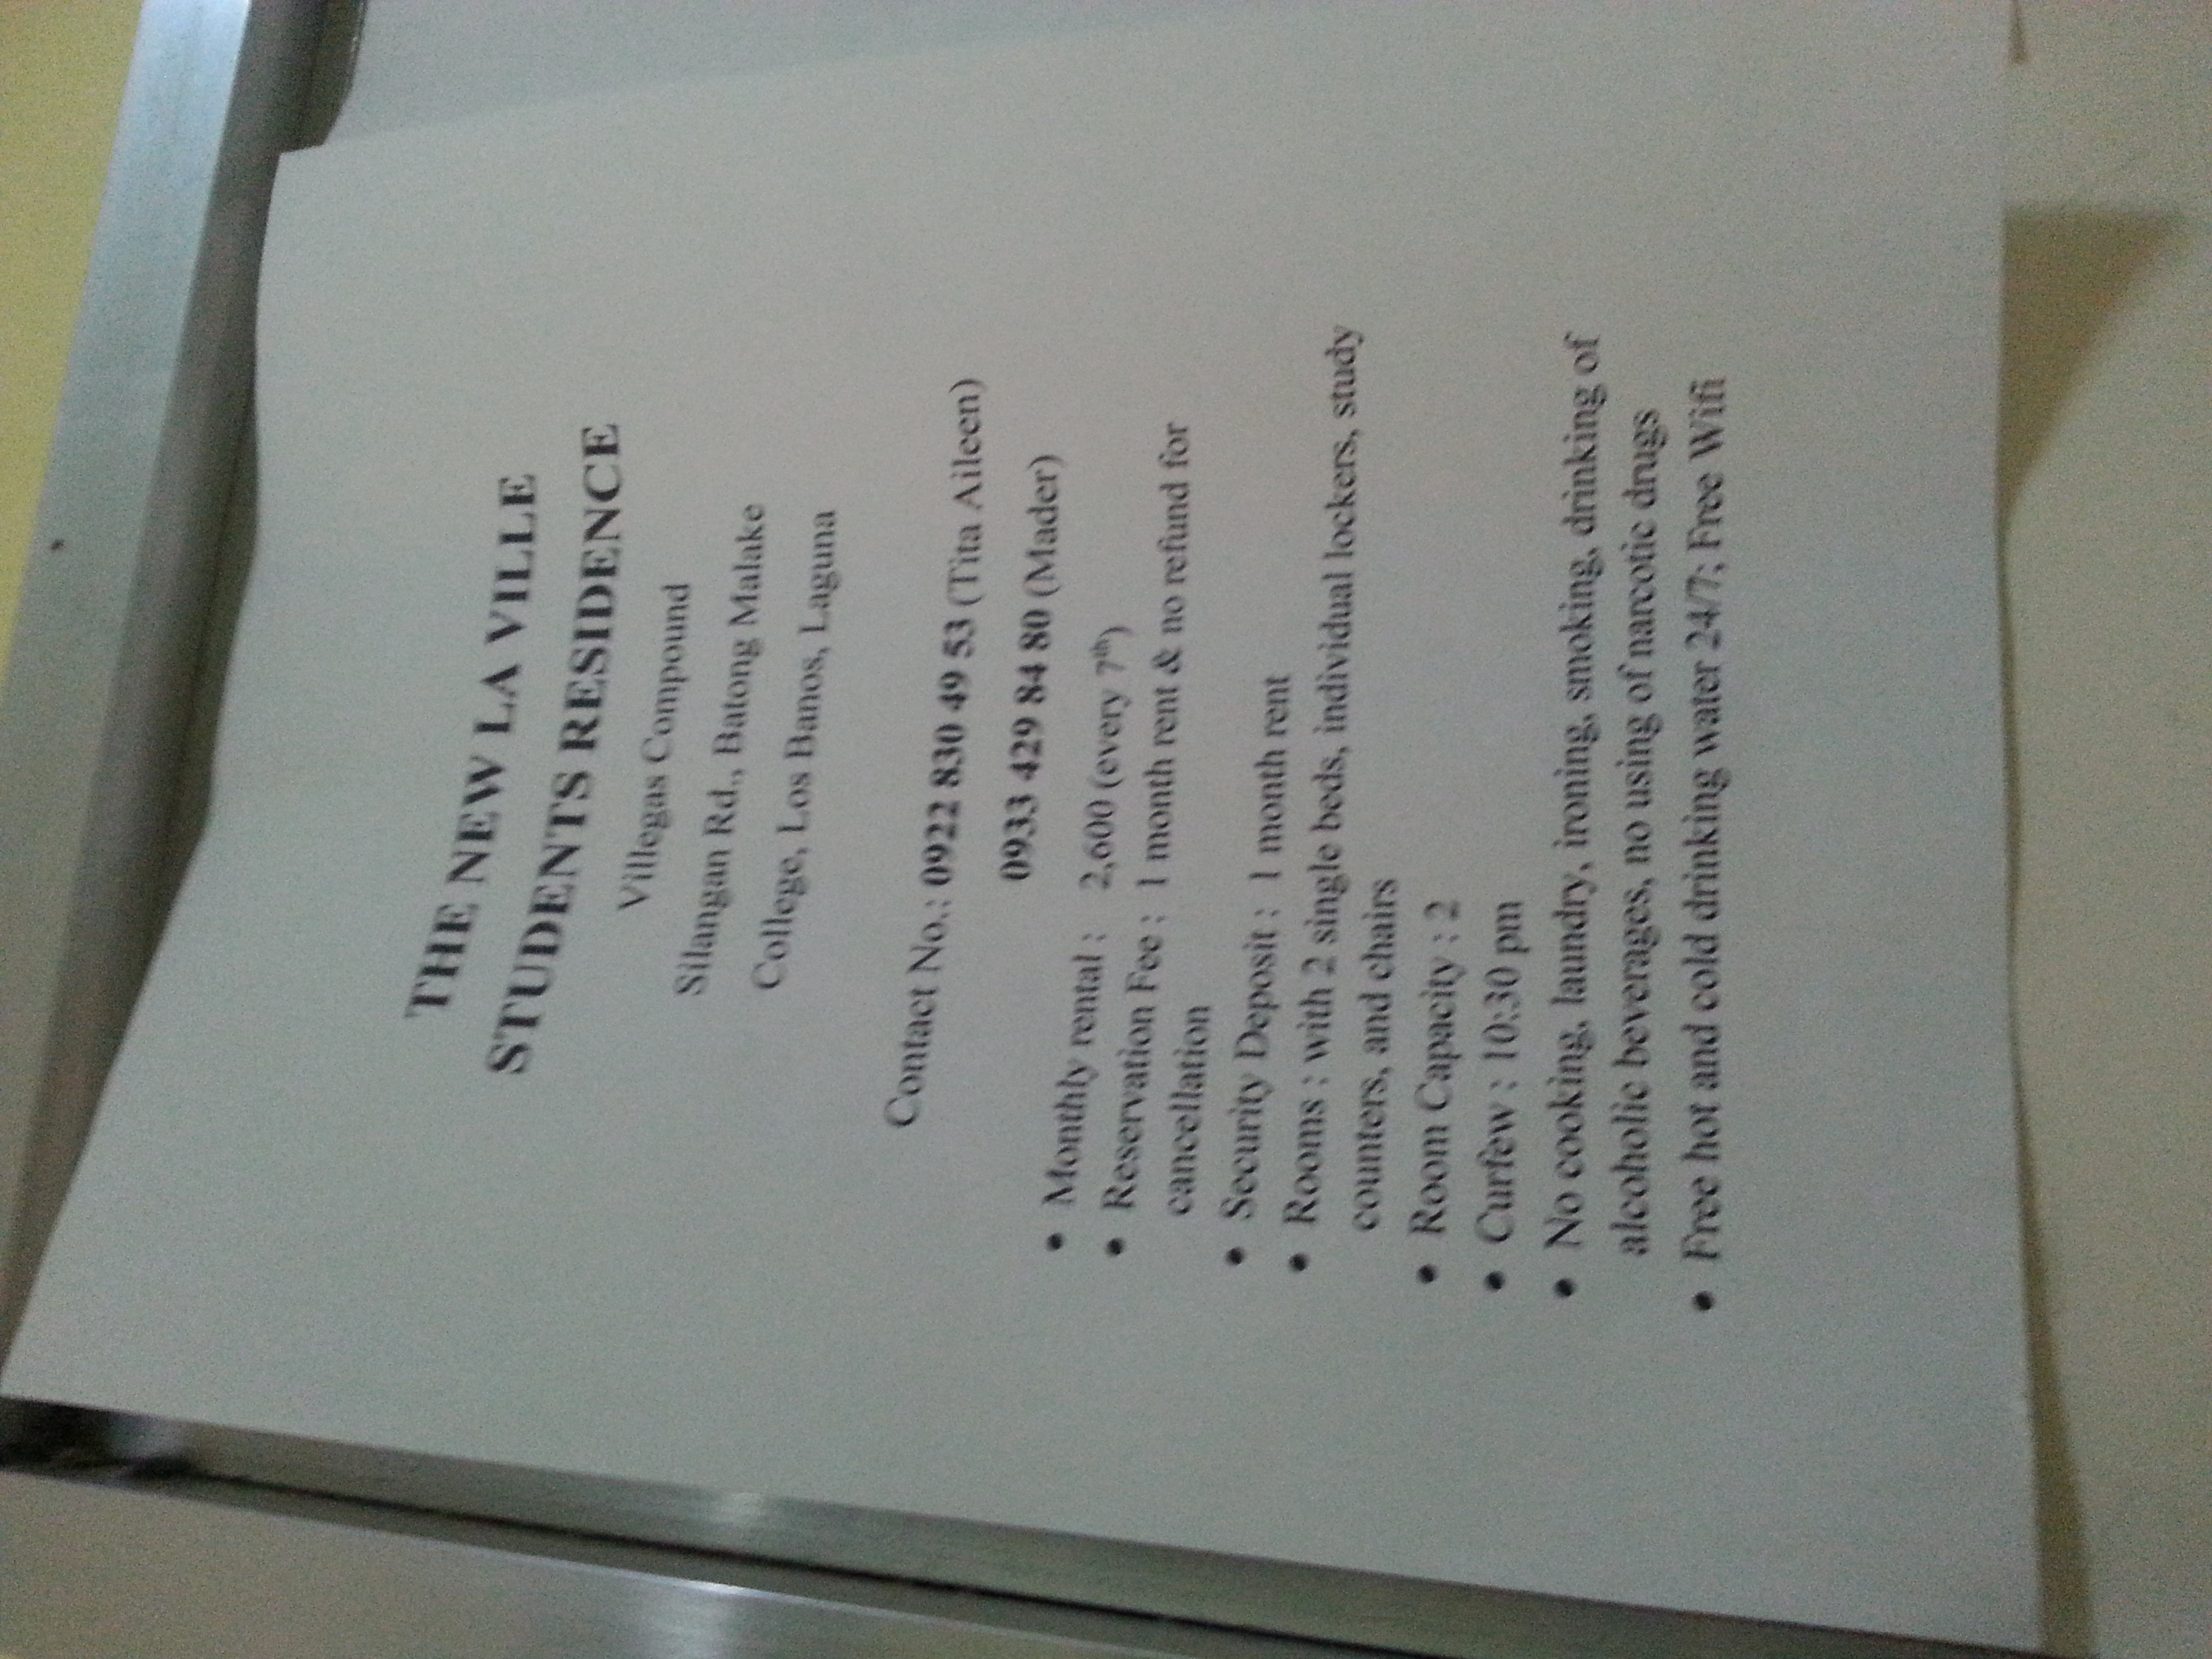 THE NEW LA VILLE
STUDENTS RESIDENCE
Villegas Compound
Silangan Rd., Batong Malake
College, Los Banos, Laguna
Contact No.: 0922 830 49 53 (Tita Aileen)
0933 429 84 80 (Mader)
• Monthly rental : 2,600 (every 7th)
• Reservation Fee : 1 month rent & no refund for
cancellation
• Security Deposit : 1 month rent
• Rooms : with 2 single beds, individual lockers, study
counters, and chairs
• Room Capacity : 2
• Curfew : 10:30 pm
• No cooking, laundry, ironing, smoking, drinking of
alcoholic beverages, no using of narcotic drugs
• Free hot and cold drinking water 24/7; Free Wifi